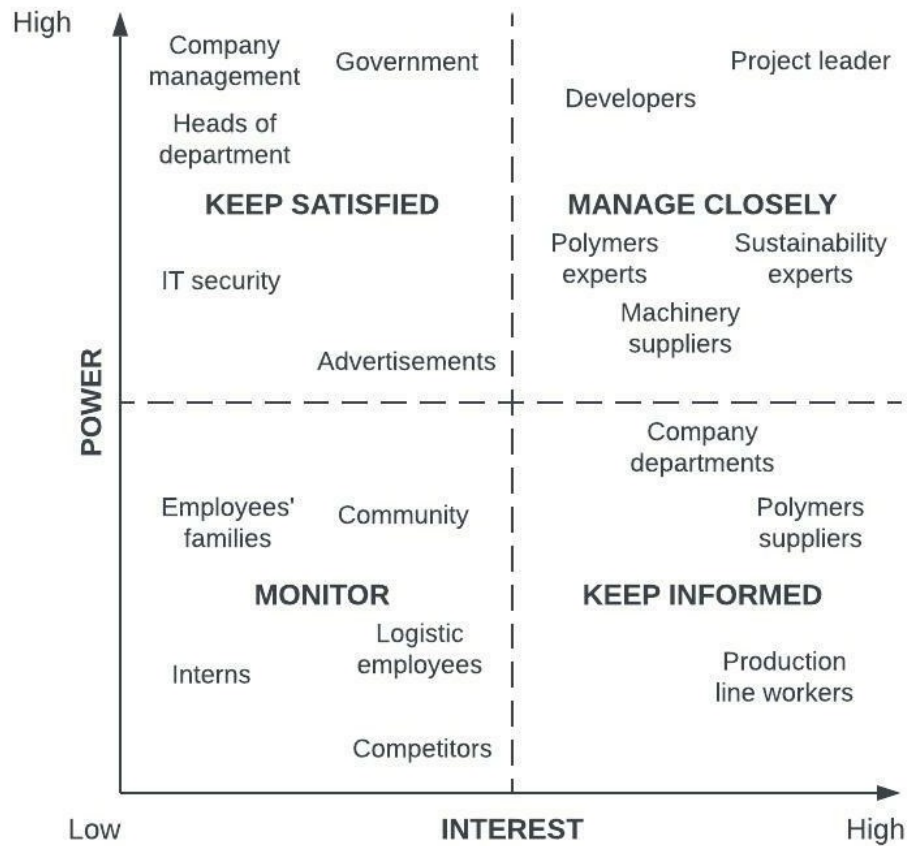 High
Company
management
Government
Project leader
Developers
Heads of
department
KEEP SATISFIED
MANAGE CLOSELY
Polymers
experts
Sustainability
experts
IT security
Machinery
suppliers
Advertisements
POWER
Company
departments
Employees'
families
Community
Polymers
suppliers
MONITOR
KEEP INFORMED
Logistic
employees
Interns
Production
line workers
Competitors
Low
INTEREST
High